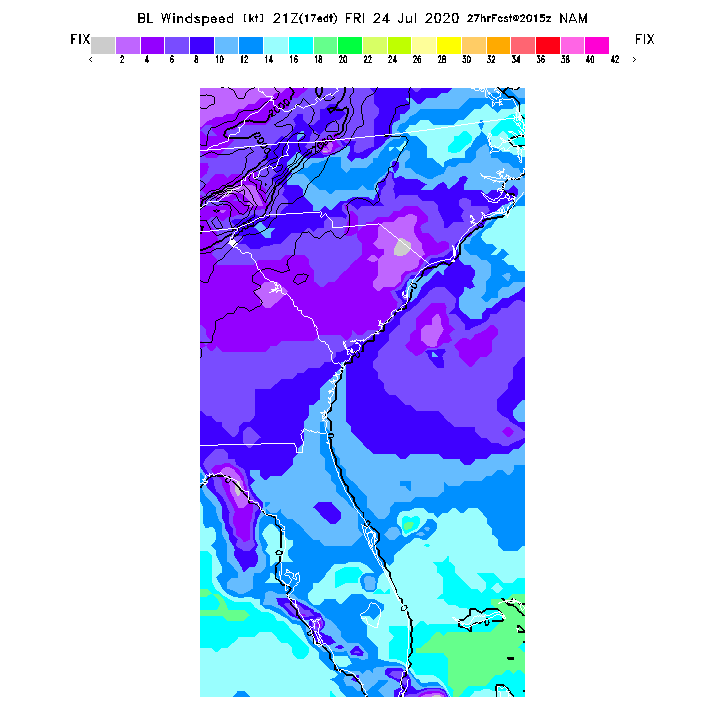 BL Windspeed [kt] 21Z(17edt) FRI 24 Jul 2020 27hrFcst@2015z NAM
FIX FIX
< 2 4 6 8 10 12 14 16 18 20 22 24 26 28 30 32 34 36 38 40 42 >